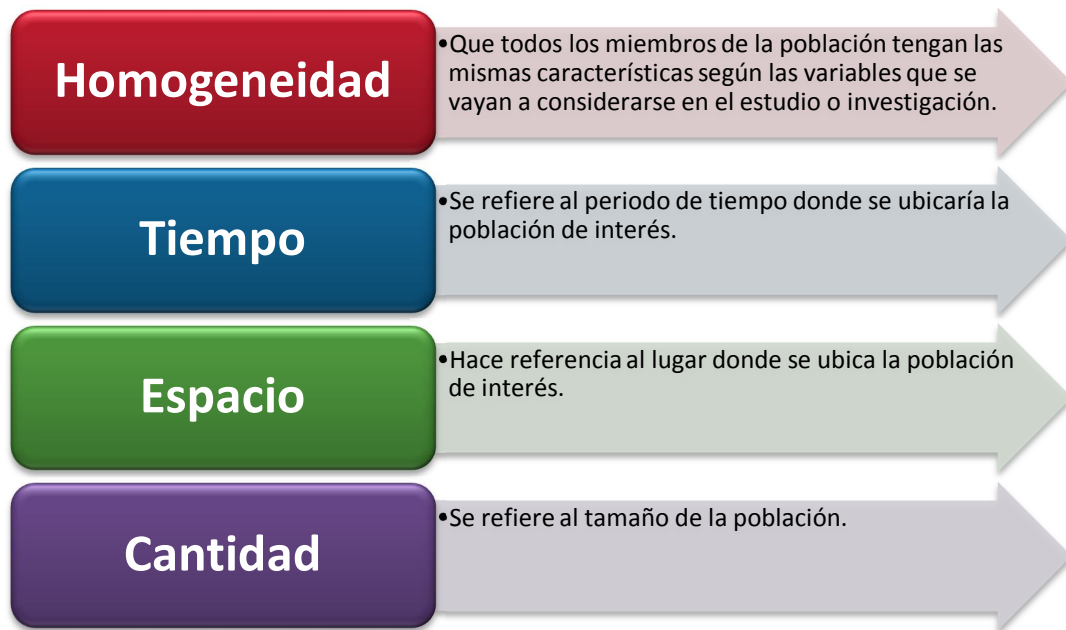 Homogeneidad
•Que todos los miembros de la población tengan las
mismas características según las variables que se
vayan a considerarse en el estudio o investigación.
Tiempo
•Se refiere al periodo de tiempo donde se ubicaría la
población de interés.
Espacio
•Hace referencia al lugar donde se ubica la población
de interés.
Cantidad
•Se refiere al tamaño de la población.